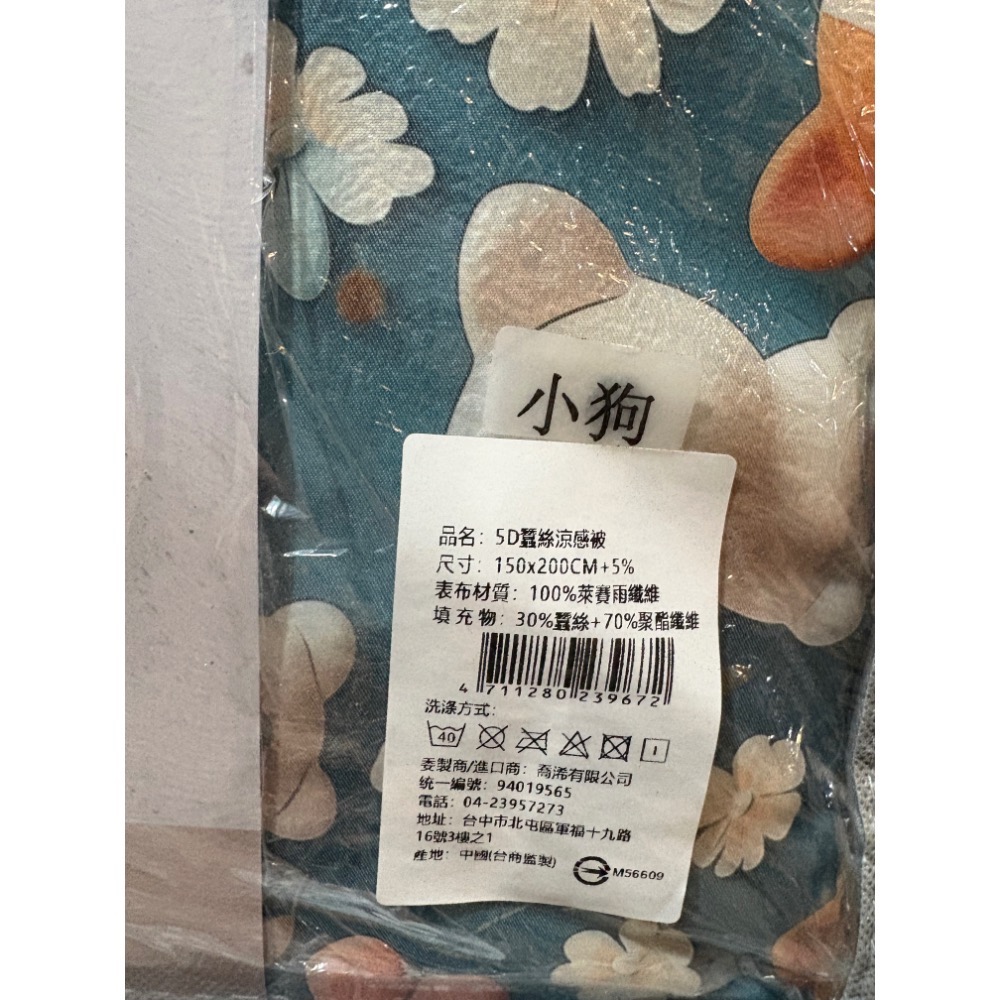 小狗
品名: 5D蠶絲涼感被
尺寸: 150x200CM+5%
表布材質: 100%萊賽雨纖維
填充物: 30%蠶絲+70%聚酯纖維
4 711280 239672
洗滌方式:
40
委製商/進口商: 喬浠有限公司
统一編號: 94019565
電話: 04-23957273
地址: 台中市北屯區軍福十九路
16號3樓之1
產地: 中國(台商監製)
M56609